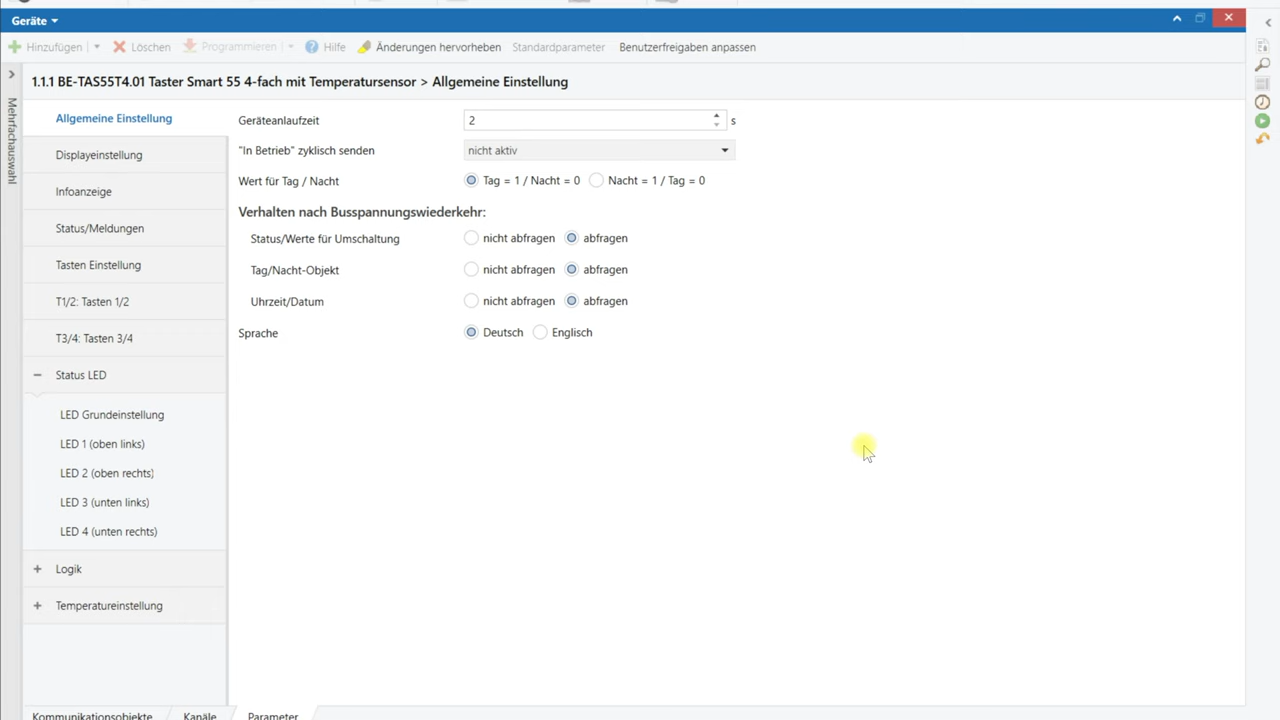 Geräte
Hinzufügen Löschen Programmieren Hilfe Änderungen hervorheben Standardparameter Benutzerfreigaben anpassen
1.1.1 BE-TAS55T4.01 Taster Smart 55 4-fach mit Temperatursensor > Allgemeine Einstellung
Mehrfachauswahl
Allgemeine Einstellung
Displayeinstellung
Infoanzeige
Status/Meldungen
Tasten Einstellung
T1/2: Tasten 1/2
T3/4: Tasten 3/4
Status LED
LED Grundeinstellung
LED 1 (oben links)
LED 2 (oben rechts)
LED 3 (unten links)
LED 4 (unten rechts)
Logik
Temperatureinstellung
Geräteanlaufzeit 2 s
"In Betrieb" zyklisch senden nicht aktiv
Wert für Tag / Nacht Tag = 1 / Nacht = 0 Nacht = 1 / Tag = 0
Verhalten nach Busspannungswiederkehr:
Status/Werte für Umschaltung nicht abfragen abfragen
Tag/Nacht-Objekt nicht abfragen abfragen
Uhrzeit/Datum nicht abfragen abfragen
Sprache Deutsch Englisch
Kommunikationsobjekte Kanäle Parameter